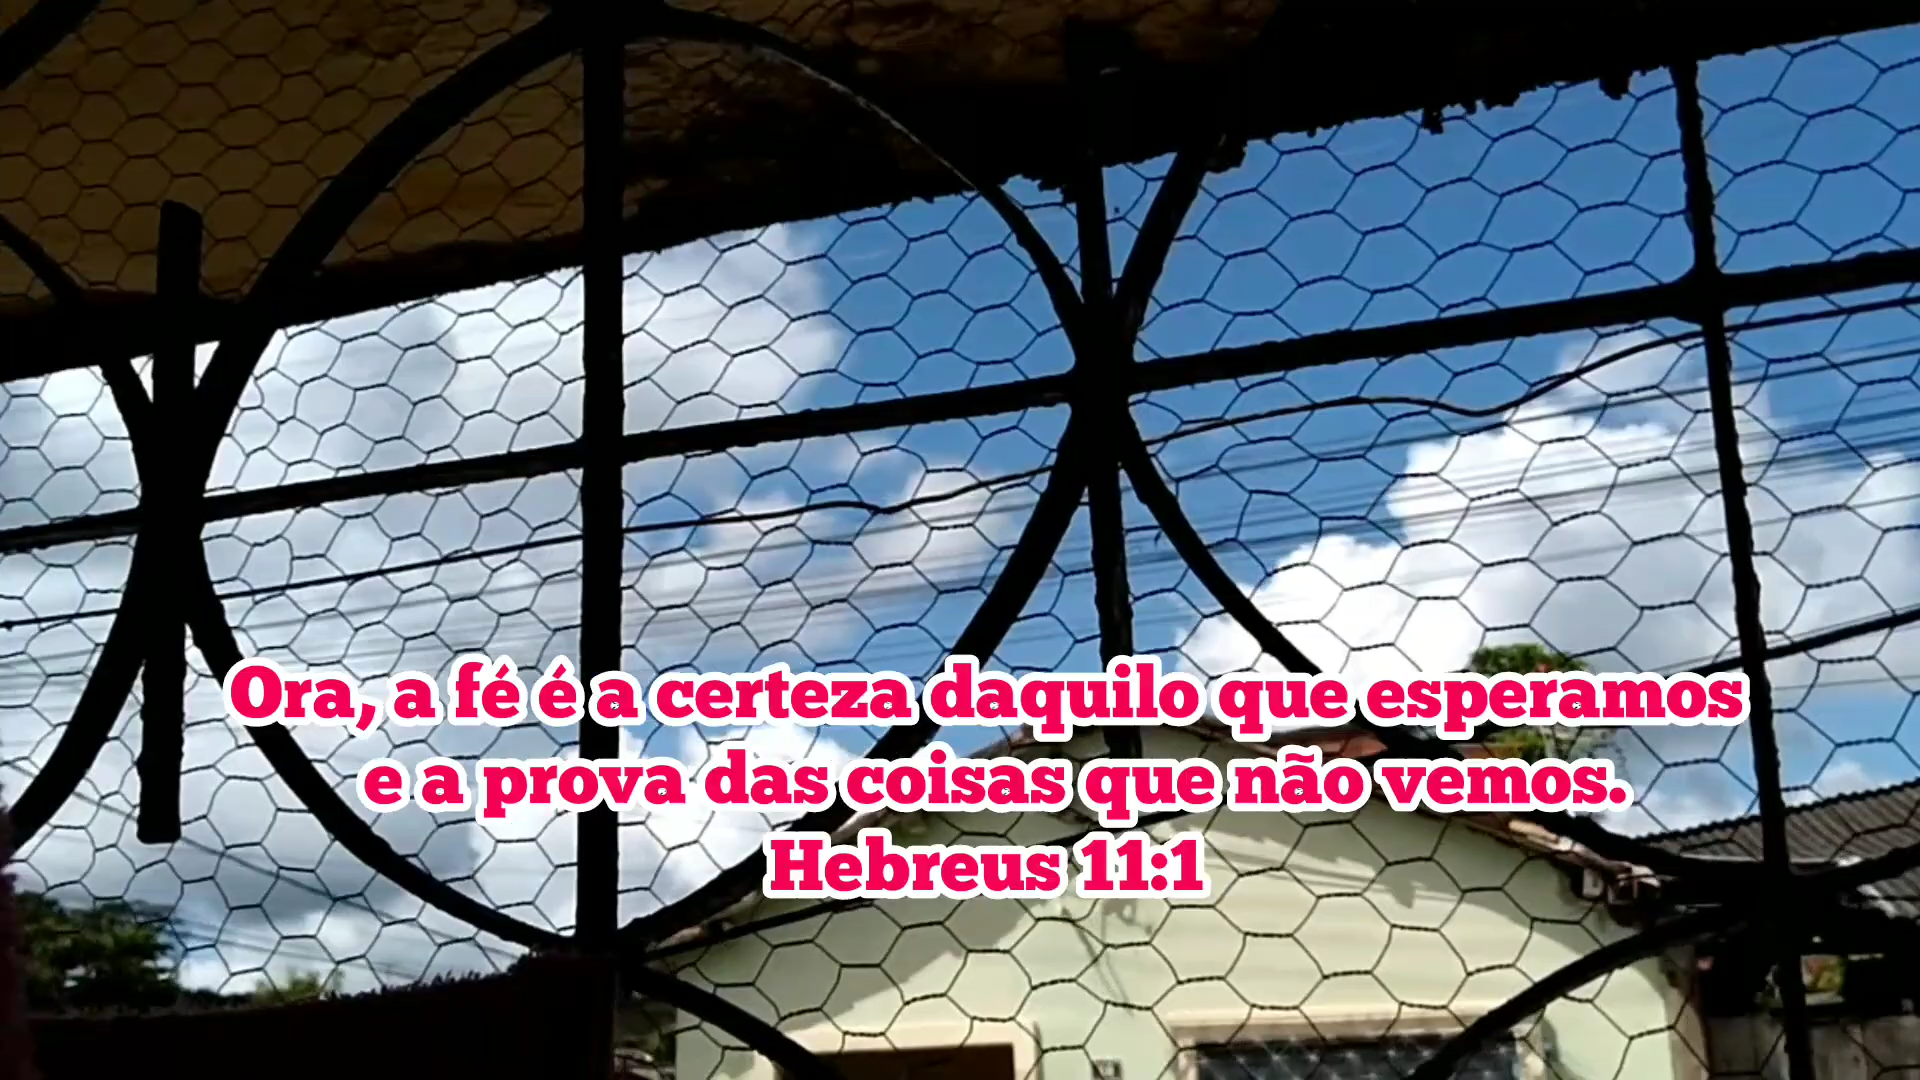 Ora, a fé é a certeza daquilo que esperamos
e a prova das coisas que não vemos.
Hebreus 11:1